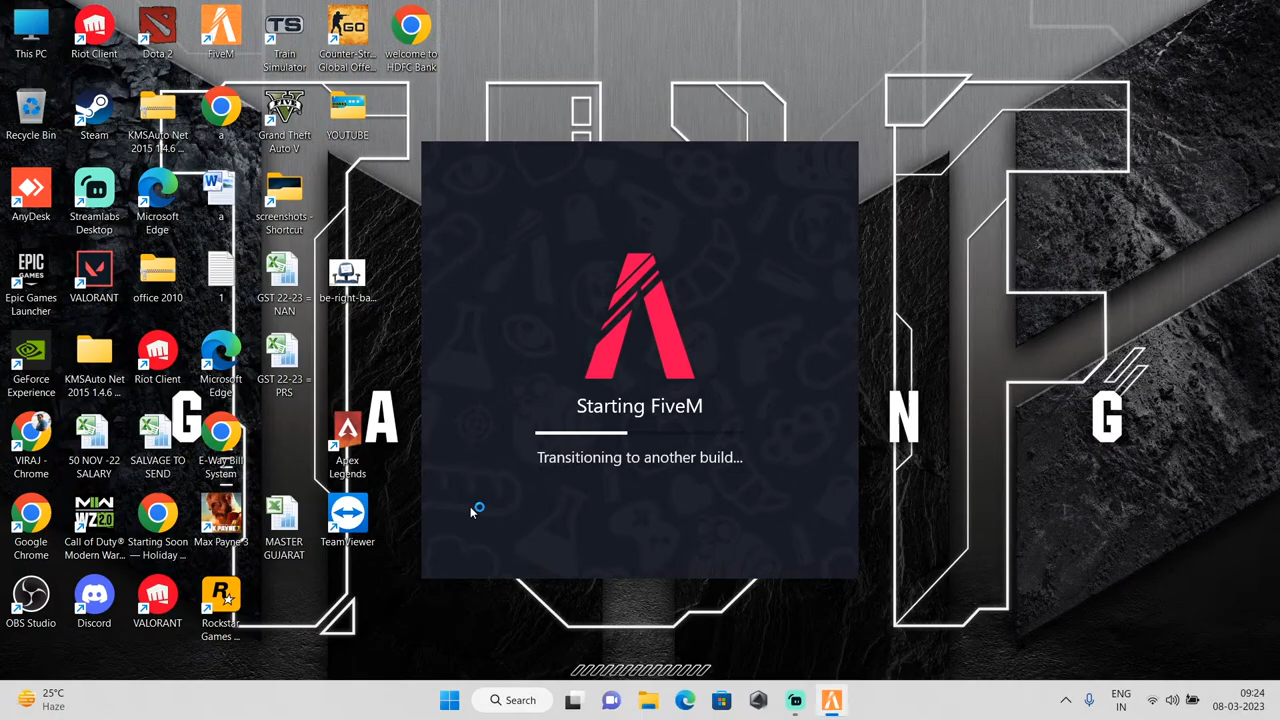 This PC
Riot Client
Dota 2
FiveM
TS
Train
Simulator
GO
Counter-Str...
Global Offe...
welcome to
HDFC Bank
Recycle Bin
Steam
KMSAuto Net
2015 1.4.6 ...
a
V
Grand Theft
Auto V
YOUTUBE
AnyDesk
Streamlabs
Desktop
Microsoft
Edge
W
a
screenshots -
Shortcut
EPIC
GAMES
Epic Games
Launcher
VALORANT
office 2010
1
GST 22-23 =
NAN
be-right-ba...
GeForce
Experience
KMSAuto Net
2015 1.4.6 ...
Riot Client
Microsoft
Edge
GST 22-23 =
PRS
G A N G
VIRAJ -
Chrome
50 NOV -22
SALARY
SALVAGE TO
SEND
E-Way Bill
System
Apex
Legends
Google
Chrome
MW
WZ 2.0
Call of Duty®
Modern War...
Starting Soon
— Holiday ...
Max Payne 3
MASTER
GUJARAT
TeamViewer
OBS Studio
Discord
VALORANT
R
Rockstar
Games ...
Starting FiveM
Transitioning to another build...
25°C
Haze
Search
ENG
IN
09:24
08-03-2023